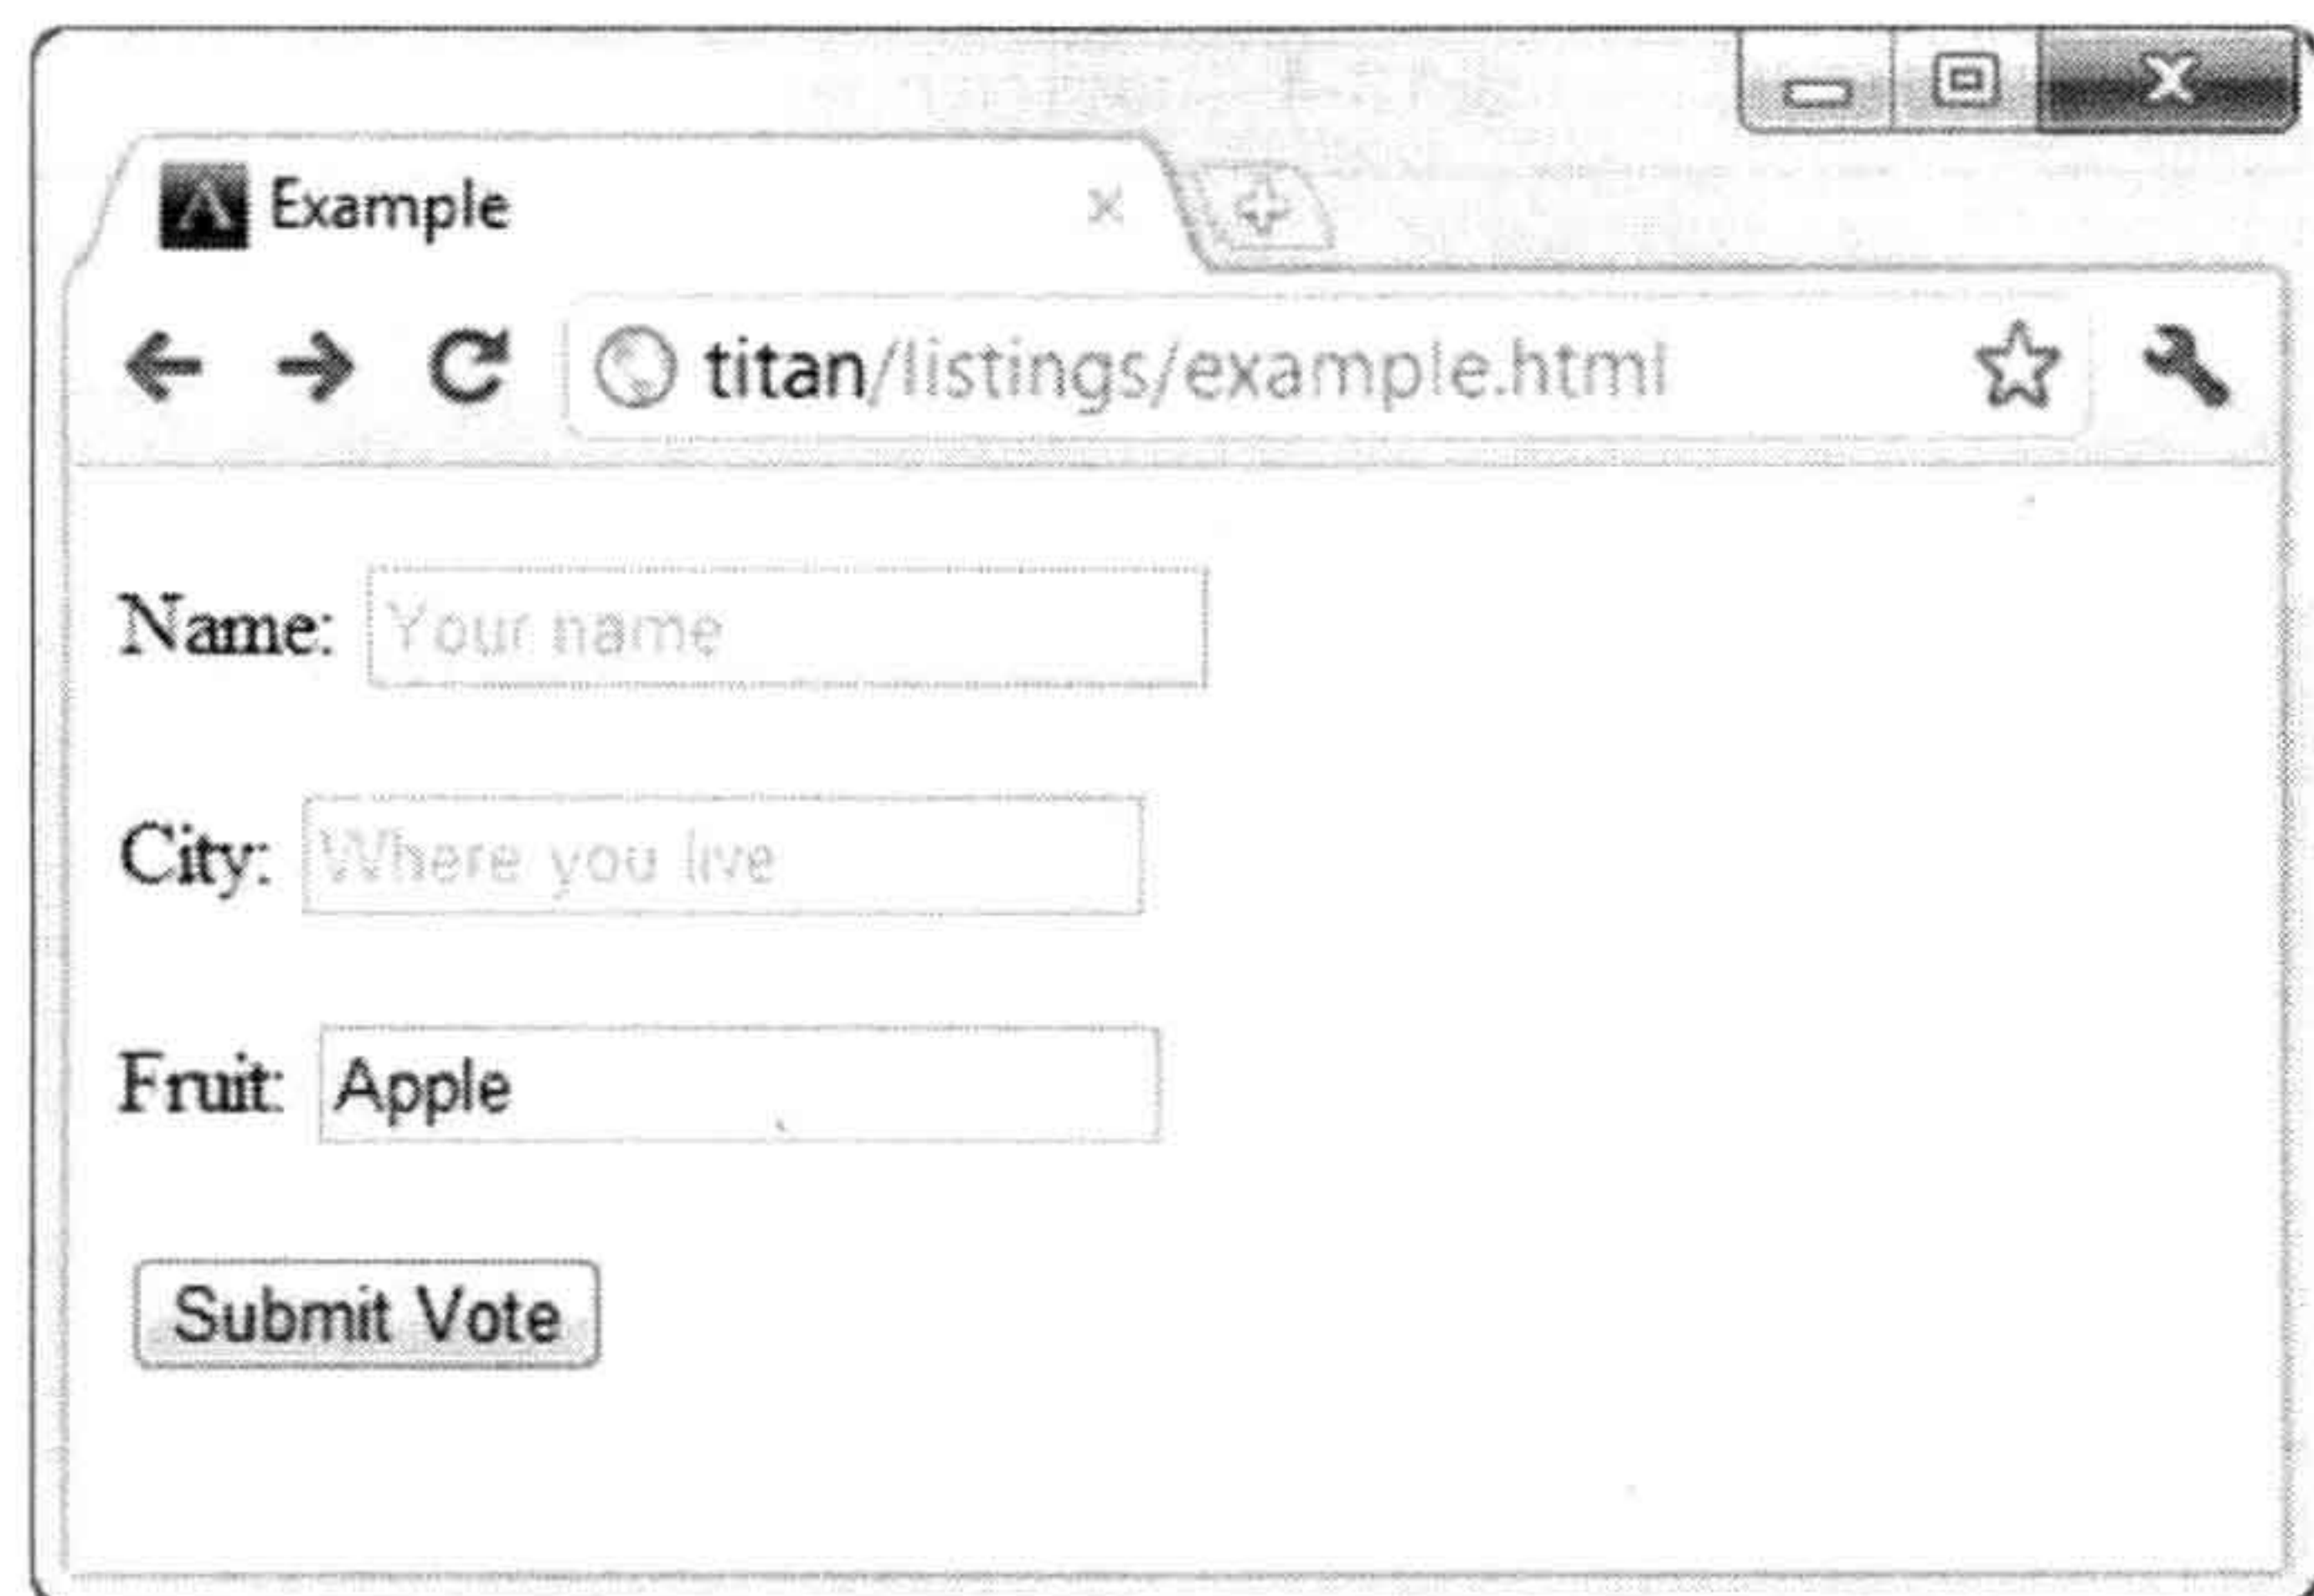 Example
titan/listings/example.html
Name: Your name
City: Where you live
Fruit: Apple
Submit Vote